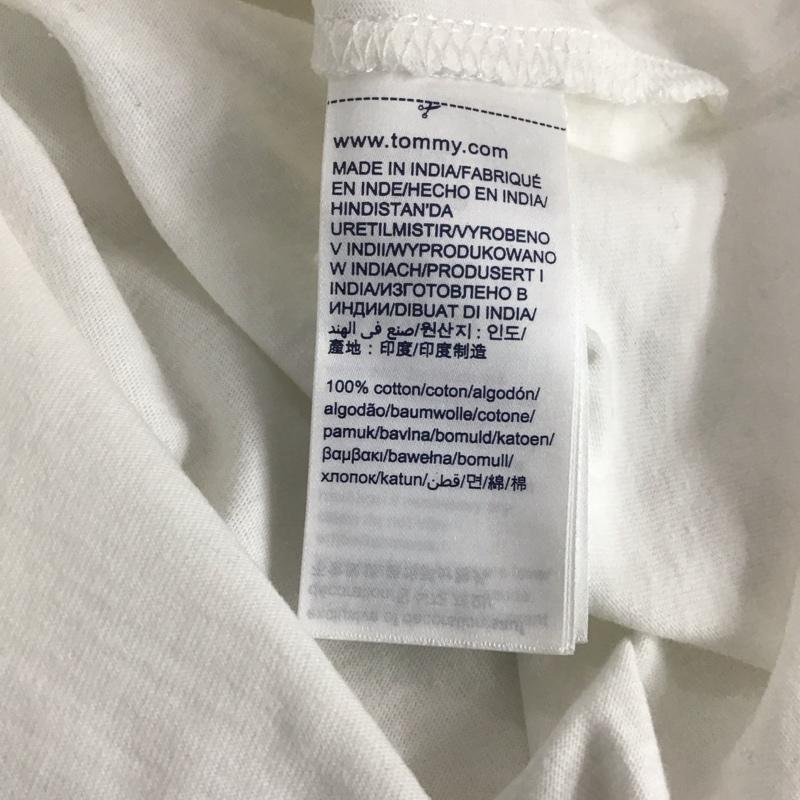 www.tommy.com
MADE IN INDIA/FABRIQUÉ
EN INDE/HECHO EN INDIA/
HINDISTAN'DA
URETILMISTIR/VYROBENO
V INDII/WYPRODUKOWANO
W INDIACH/PRODUSERT I
INDIA/ИЗГОТОВЛЕНО В
ИНДИИ/DIBUAT DI INDIA/
صنع فى الهند/원산지 : 인도/
產地 : 印度/印度制造
100% cotton/coton/algodón/
algodão/baumwolle/cotone/
pamuk/bavlna/bomuld/katoen/
βαμβακι/bawełna/bomull/
хлопок/katun/قطن/면/綿/棉